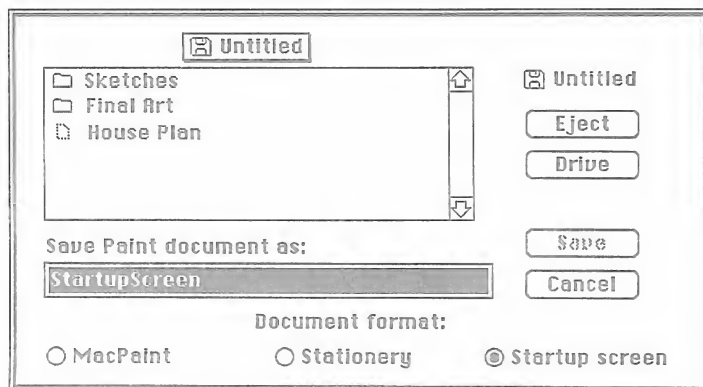 Untitled
Sketches
Final Art
House Plan
Untitled
Eject
Drive
Save Paint document as:
StartupScreen
Save
Cancel
Document format:
MacPaint Stationery Startup screen